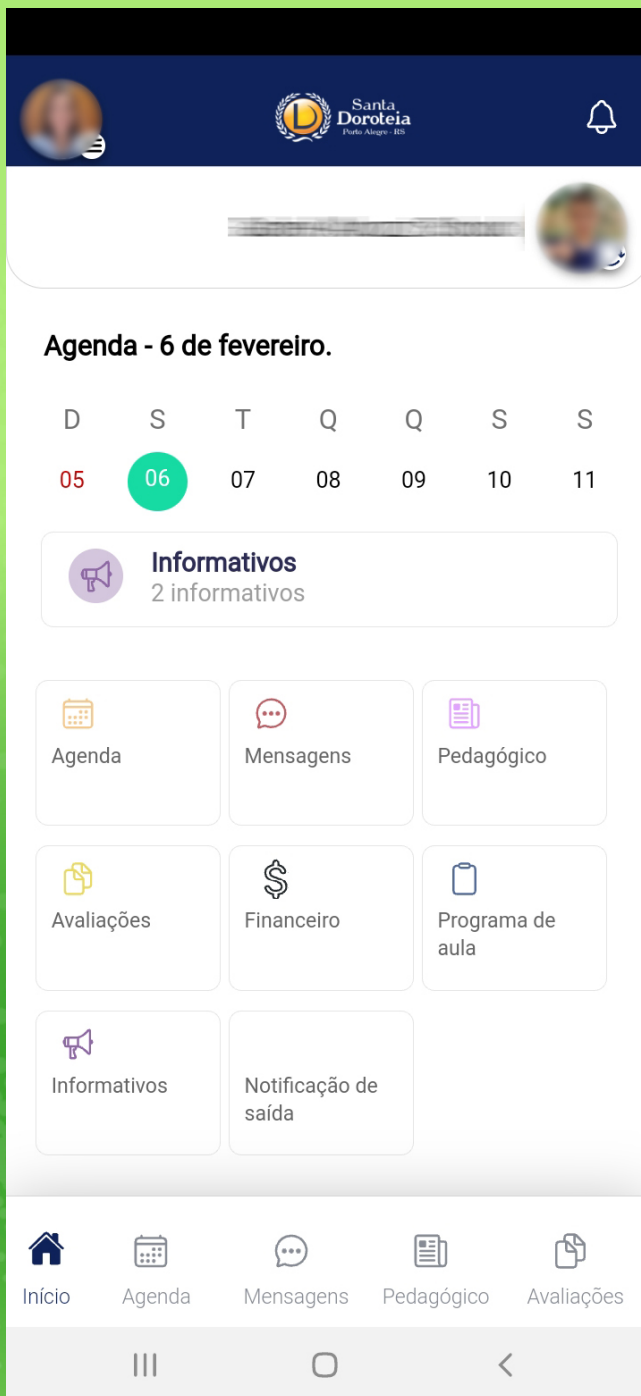 Santa
Doroteia
Porto Alegre - RS
Agenda - 6 de fevereiro.
D S T Q Q S S
05 06 07 08 09 10 11
Informativos
2 informativos
Agenda Mensagens Pedagógico
Avaliações Financeiro Programa de
aula
Informativos Notificação de
saída
Início Agenda Mensagens Pedagógico Avaliações